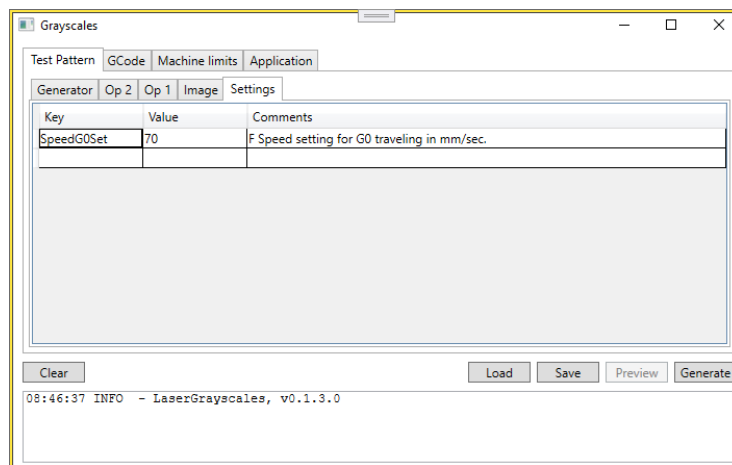 Grayscales
Test Pattern GCode Machine limits Application
Generator Op 2 Op 1 Image Settings
Key Value Comments
SpeedG0Set 70 F Speed setting for G0 traveling in mm/sec.
Clear Load Save Preview Generate
08:46:37 INFO - LaserGrayscales, v0.1.3.0